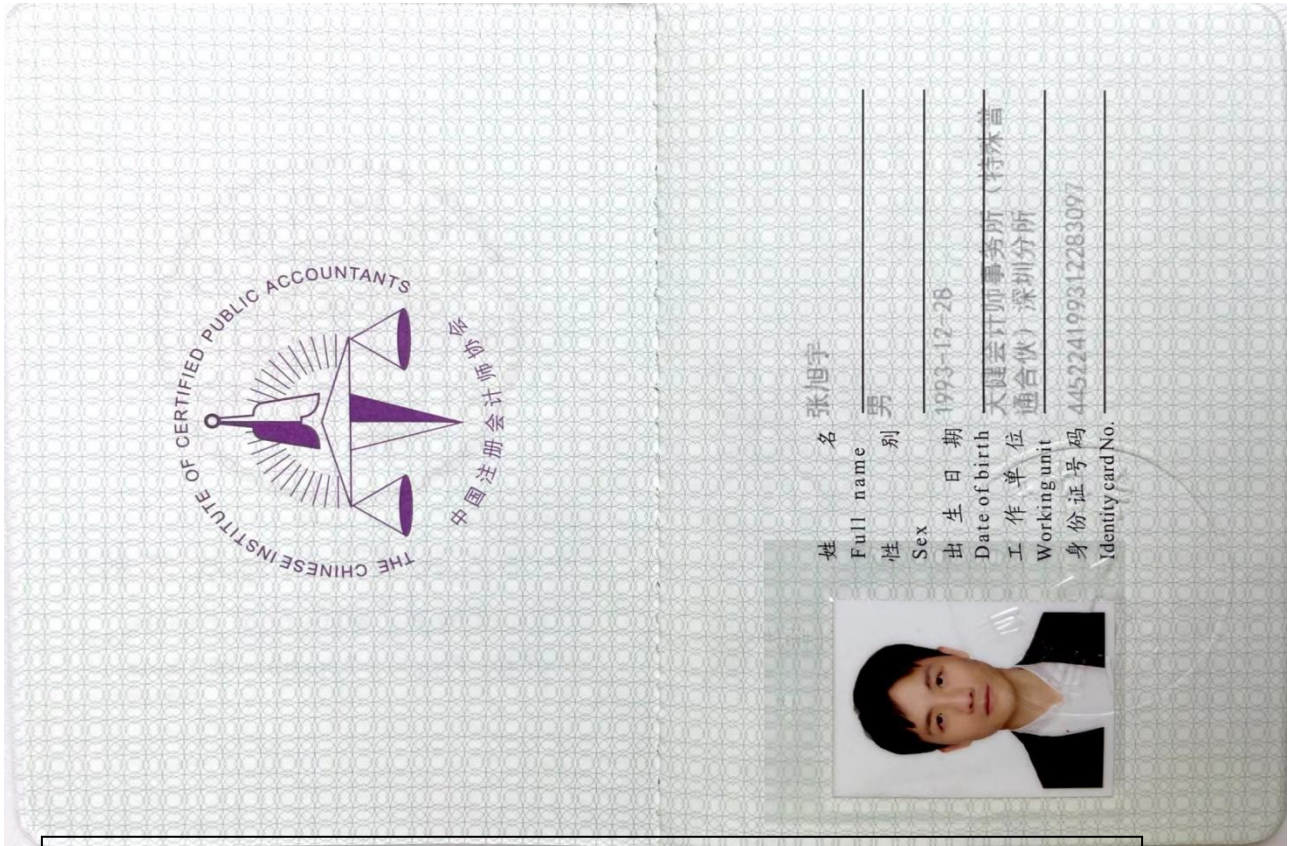 THE CHINESE INSTITUTE OF CERTIFIED PUBLIC ACCOUNTANTS
中国注册会计师协会
姓 名 张旭宇
Full name
性 别 男
Sex
出 生 日 期 1993-12-28
Date of birth
工 作 单 位 天健会计师事务所（特殊普
通合伙）深圳分所
Working unit
身份证号码 445224199312283097
Identity card No.